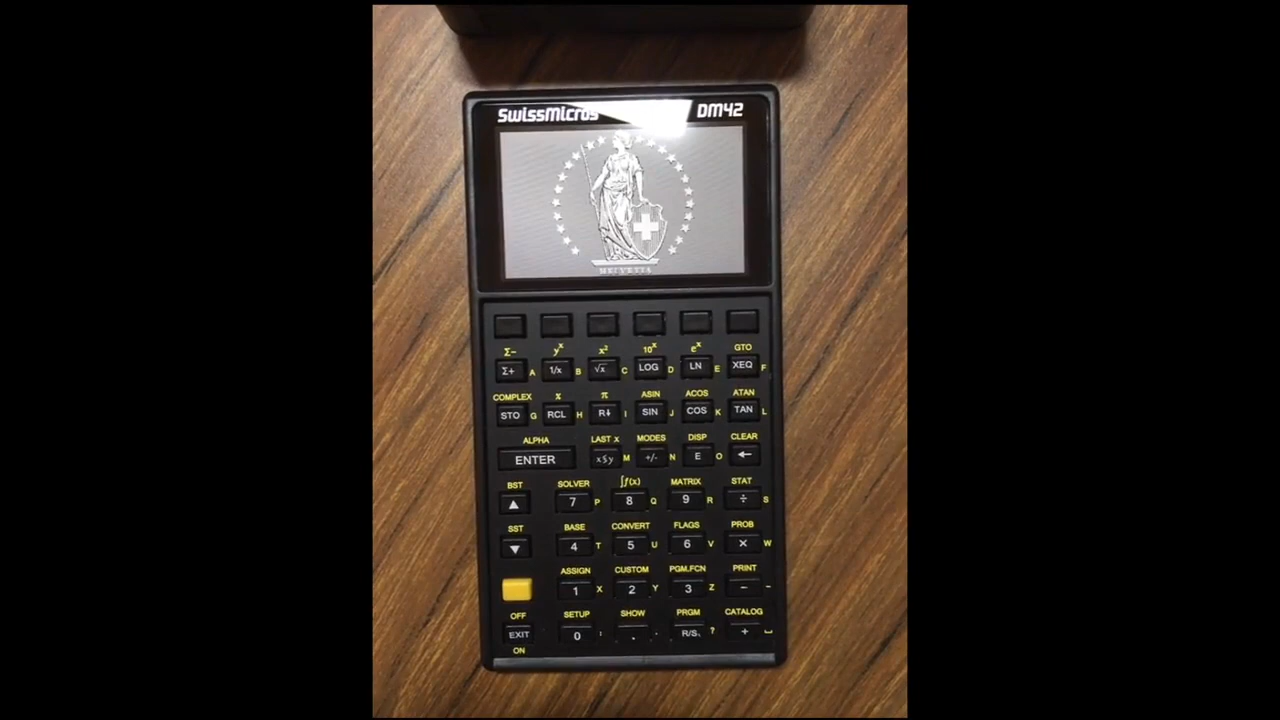 SwissMicros DM42
HELVETIA
Σ− yˣ x² 10ˣ eˣ GTO
Σ+ A 1/x B √x C LOG D LN E XEQ F
COMPLEX % π ASIN ACOS ATAN
STO G RCL H R↓ I SIN J COS K TAN L
ALPHA LAST x MODES DISP CLEAR
ENTER x≷y M +/- N E O ←
BST SOLVER ∫f(x) MATRIX STAT
▲ 7 P 8 Q 9 R ÷ S
SST BASE CONVERT FLAGS PROB
▼ 4 T 5 U 6 V × W
ASSIGN CUSTOM PGM.FCN PRINT
1 X 2 Y 3 Z − -
OFF SETUP SHOW PRGM CATALOG
EXIT 0 : . . R/S ? + ␣
ON